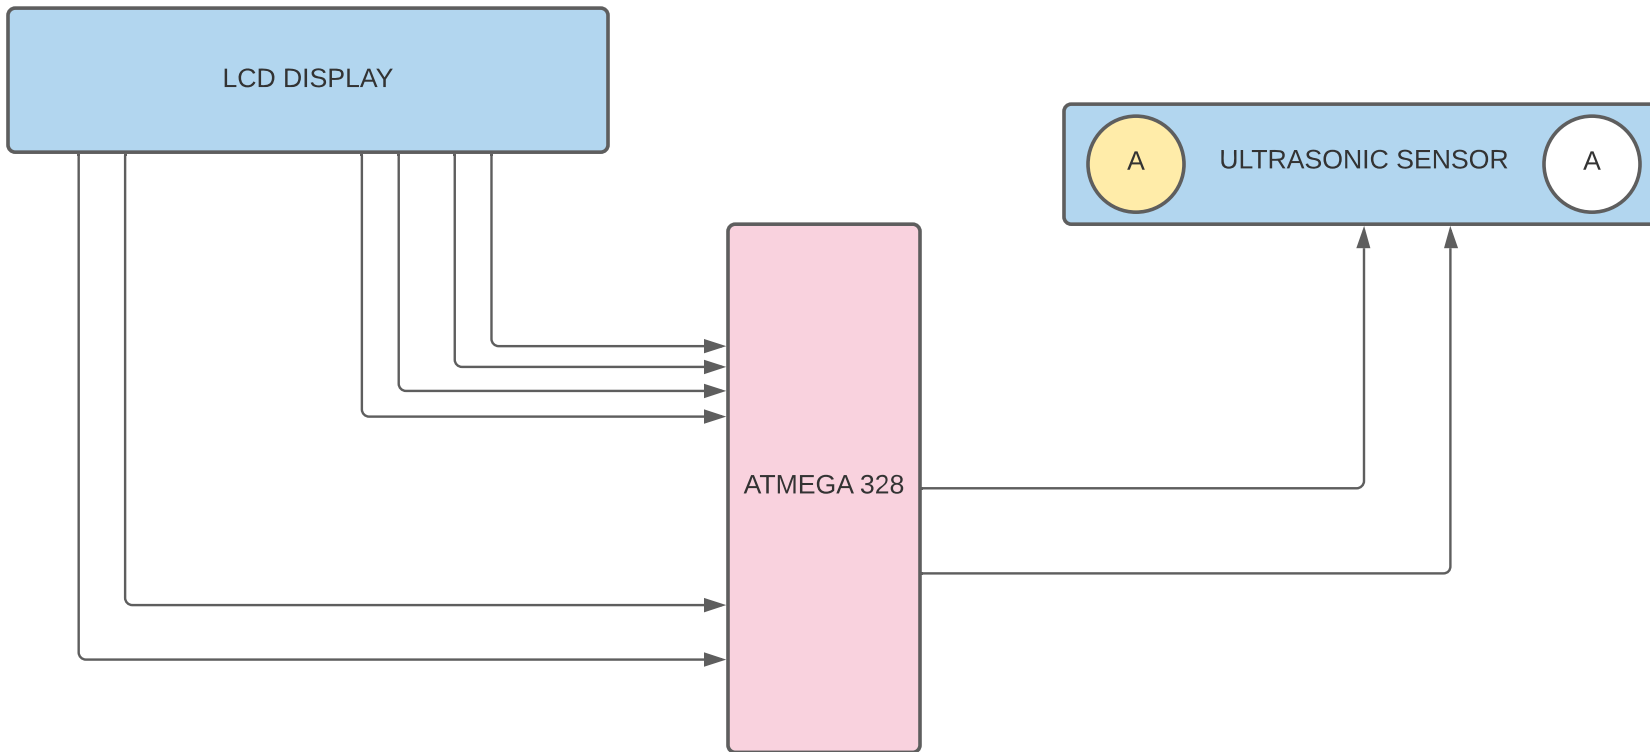 LCD DISPLAY
A
ULTRASONIC SENSOR
A
ATMEGA 328